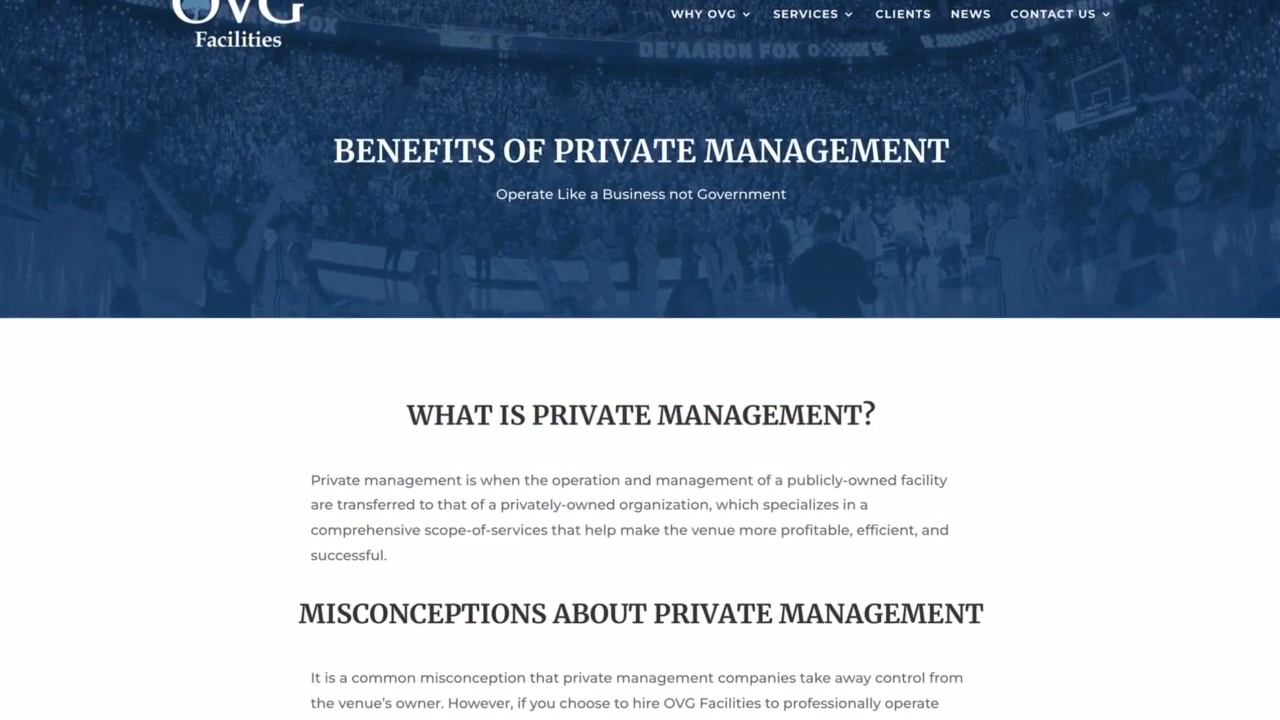 OVG
Facilities
WHY OVG
SERVICES
CLIENTS
NEWS
CONTACT US
FOX
DE'AARON FOX 0
BENEFITS OF PRIVATE MANAGEMENT
Operate Like a Business not Government
WHAT IS PRIVATE MANAGEMENT?
Private management is when the operation and management of a publicly-owned facility
are transferred to that of a privately-owned organization, which specializes in a
comprehensive scope-of-services that help make the venue more profitable, efficient, and
successful.
MISCONCEPTIONS ABOUT PRIVATE MANAGEMENT
It is a common misconception that private management companies take away control from
the venue's owner. However, if you choose to hire OVG Facilities to professionally operate